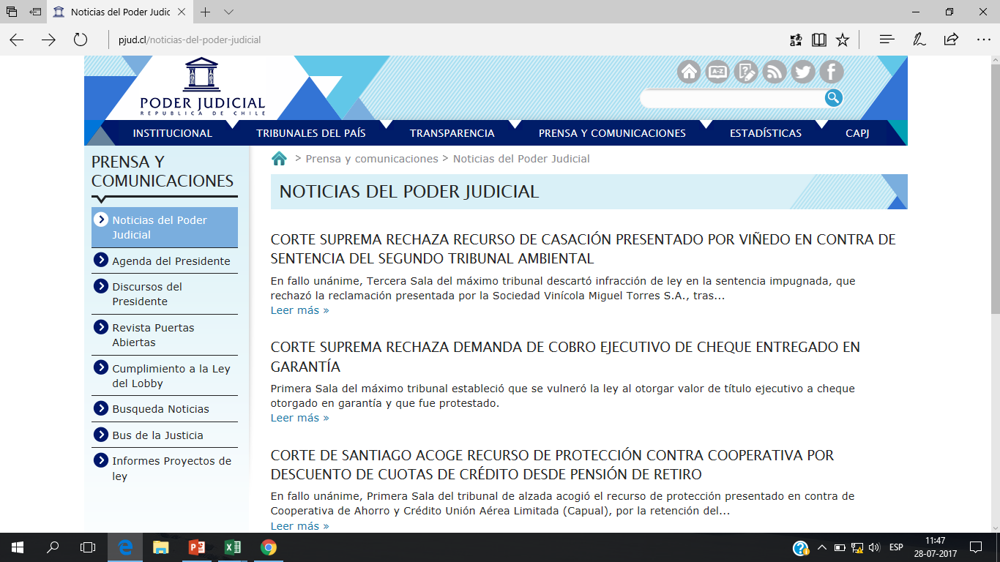 Noticias del Poder Judic
pjud.cl/noticias-del-poder-judicial
PODER JUDICIAL
REPUBLICA DE CHILE
A-Z
INSTITUCIONAL
TRIBUNALES DEL PAÍS
TRANSPARENCIA
PRENSA Y COMUNICACIONES
ESTADÍSTICAS
CAPJ
PRENSA Y
COMUNICACIONES
Noticias del Poder
Judicial
Agenda del Presidente
Discursos del
Presidente
Revista Puertas
Abiertas
Cumplimiento a la Ley
del Lobby
Busqueda Noticias
Bus de la Justicia
Informes Proyectos de
ley
> Prensa y comunicaciones > Noticias del Poder Judicial
NOTICIAS DEL PODER JUDICIAL
CORTE SUPREMA RECHAZA RECURSO DE CASACIÓN PRESENTADO POR VIÑEDO EN CONTRA DE
SENTENCIA DEL SEGUNDO TRIBUNAL AMBIENTAL
En fallo unánime, Tercera Sala del máximo tribunal descartó infracción de ley en la sentencia impugnada, que
rechazó la reclamación presentada por la Sociedad Vinícola Miguel Torres S.A., tras...
Leer más »
CORTE SUPREMA RECHAZA DEMANDA DE COBRO EJECUTIVO DE CHEQUE ENTREGADO EN
GARANTÍA
Primera Sala del máximo tribunal estableció que se vulneró la ley al otorgar valor de título ejecutivo a cheque
otorgado en garantía y que fue protestado.
Leer más »
CORTE DE SANTIAGO ACOGE RECURSO DE PROTECCIÓN CONTRA COOPERATIVA POR
DESCUENTO DE CUOTAS DE CRÉDITO DESDE PENSIÓN DE RETIRO
En fallo unánime, Primera Sala del tribunal de alzada acogió el recurso de protección presentado en contra de
Cooperativa de Ahorro y Crédito Unión Aérea Limitada (Capual), por la retención del...
Leer más »
ESP
11:47
28-07-2017